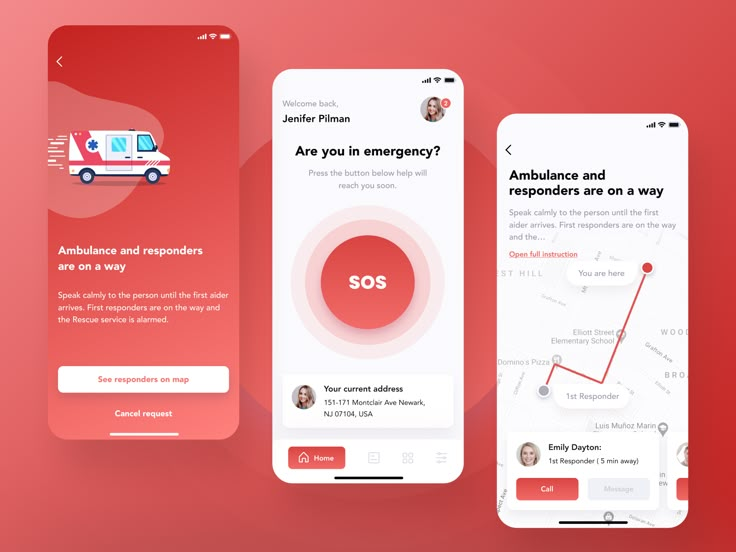 Ambulance and responders
are on a way
Speak calmly to the person until the first aider
arrives. First responders are on the way and
the Rescue service is alarmed.
See responders on map
Cancel request
Welcome back,
Jenifer Pilman
2
Are you in emergency?
Press the button below help will
reach you soon.
SOS
Your current address
151-171 Montclair Ave Newark,
NJ 07104, USA
Home
Ambulance and
responders are on a way
Speak calmly to the person until the first
aider arrives. First responders are on the way
and the...
Open full instruction
EST HILL
You are here
Elliott Street
Elementary School
WOOD
Grafton Ave
Domino's Pizza
BRO
1st Responder
Luis Muñoz Marin
Emily Dayton:
1st Responder ( 5 min away)
Call
Message